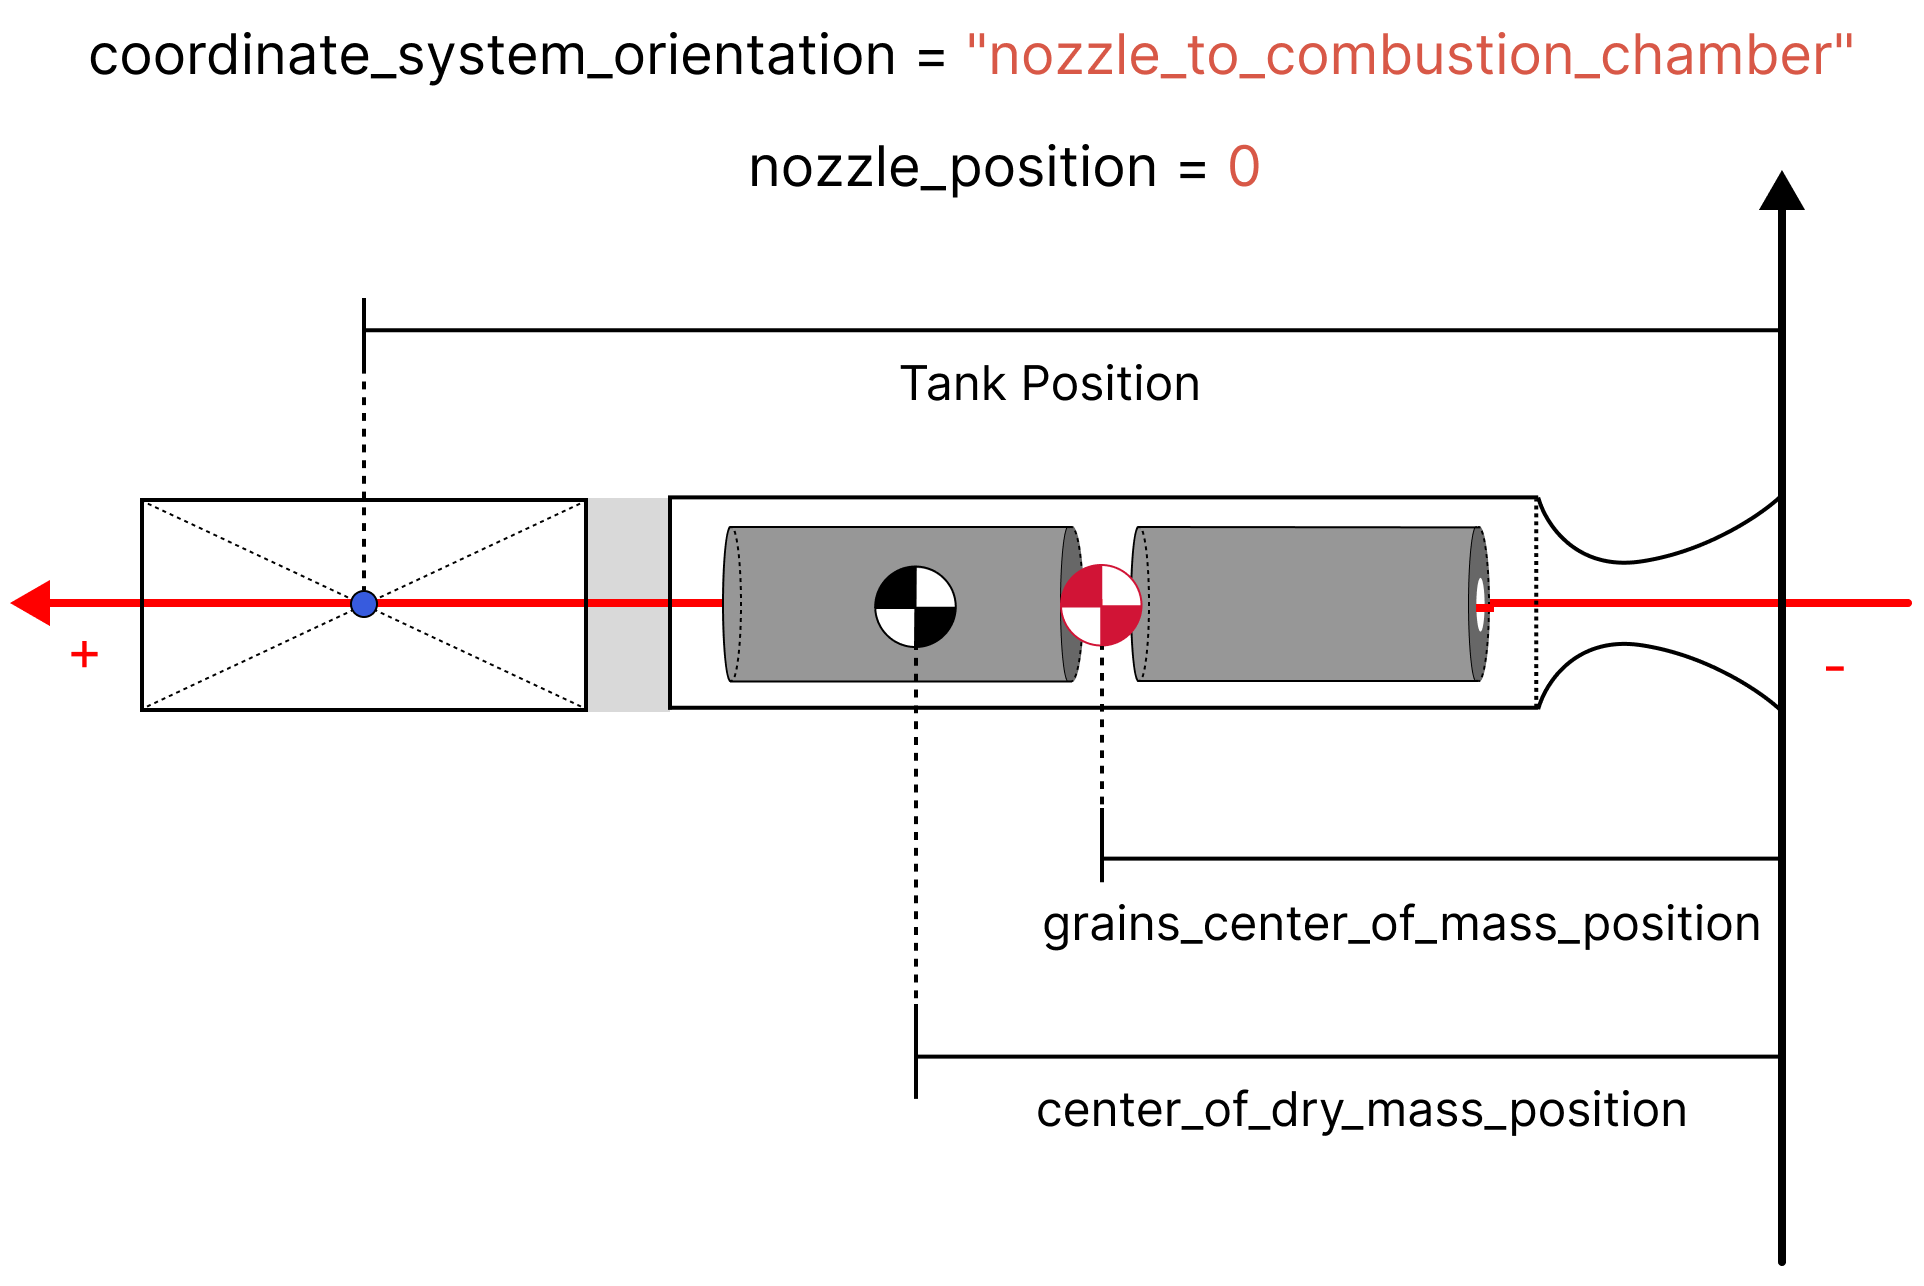 coordinate_system_orientation = "nozzle_to_combustion_chamber"
nozzle_position = 0
Tank Position
+
-
grains_center_of_mass_position
center_of_dry_mass_position